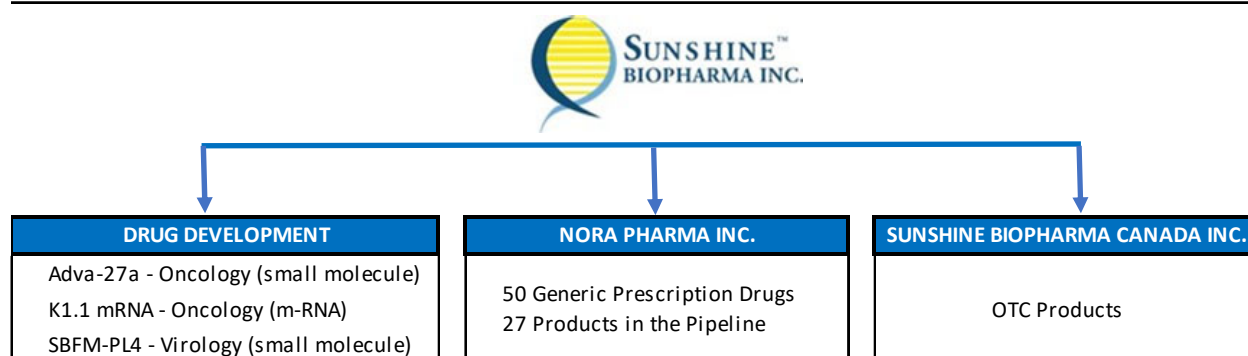 SUNSHINE™
BIOPHARMA INC.
DRUG DEVELOPMENT
Adva-27a - Oncology (small molecule)
K1.1 mRNA - Oncology (m-RNA)
SBFM-PL4 - Virology (small molecule)
NORA PHARMA INC.
50 Generic Prescription Drugs
27 Products in the Pipeline
SUNSHINE BIOPHARMA CANADA INC.
OTC Products